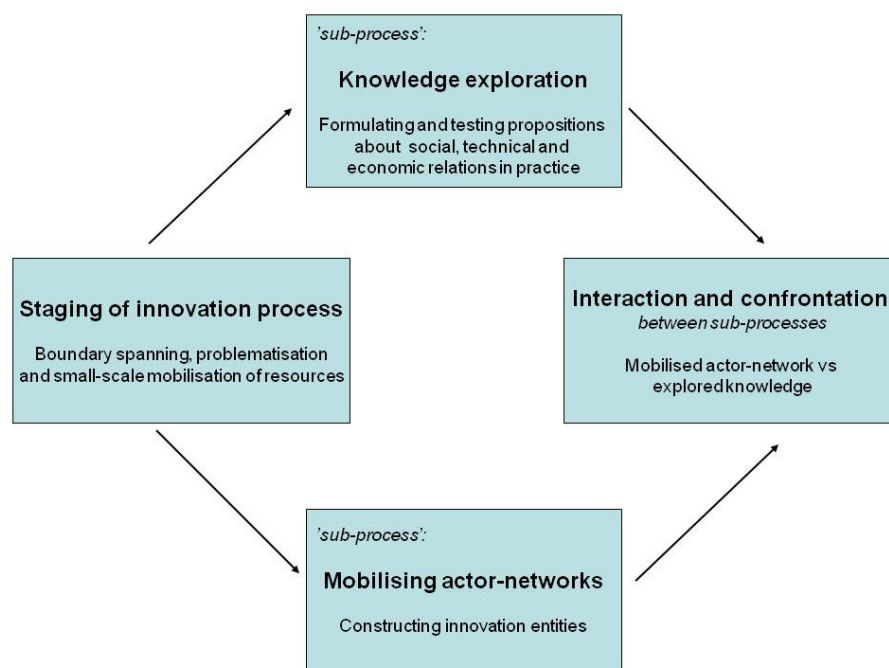 ’sub-process’:
Knowledge exploration
Formulating and testing propositions
about social, technical and
economic relations in practice
Staging of innovation process
Boundary spanning, problematisation
and small-scale mobilisation of resources
Interaction and confrontation
between sub-processes
Mobilised actor-network vs
explored knowledge
’sub-process’:
Mobilising actor-networks
Constructing innovation entities